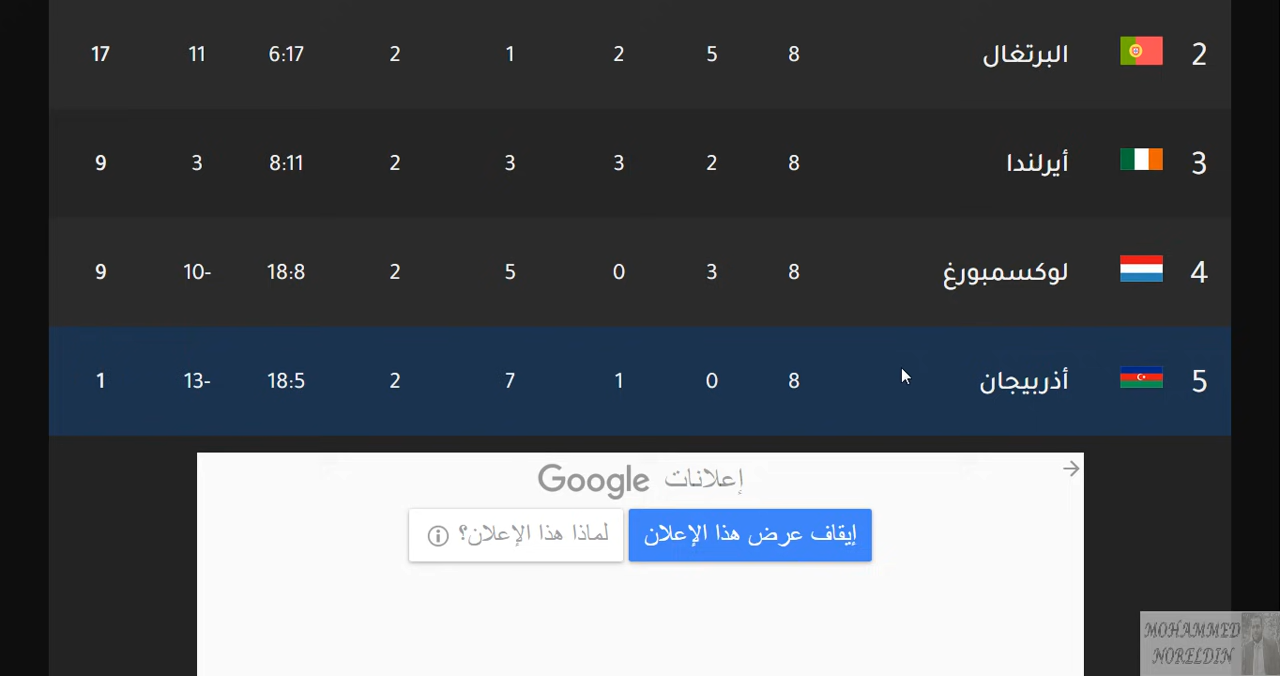 2 البرتغال 8 5 2 1 2 6:17 11 17
3 أيرلندا 8 2 3 3 2 8:11 3 9
4 لوكسمبورغ 8 3 0 5 2 18:8 10- 9
5 أذربيجان 8 0 1 7 2 18:5 13- 1
إعلانات Google
إيقاف عرض هذا الإعلان
لماذا هذا الإعلان؟
MOHAMMED
NORELDIN